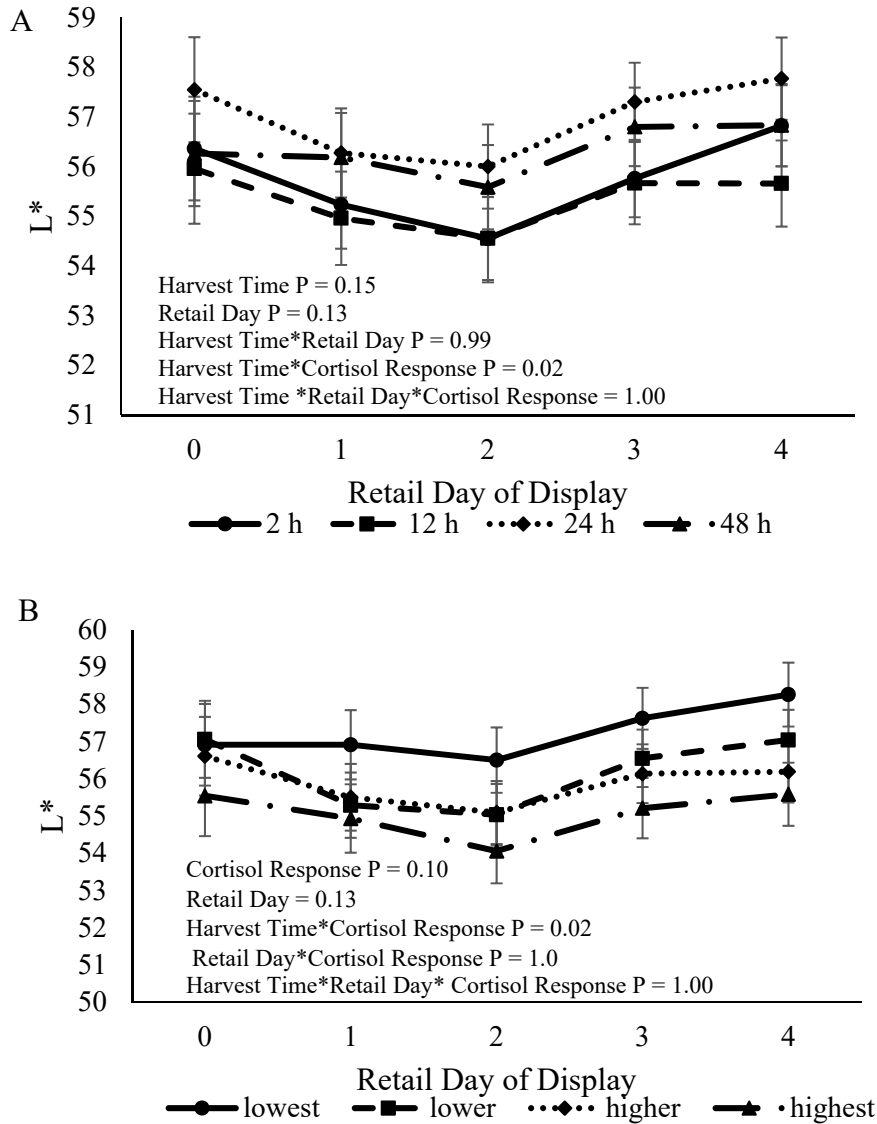 A
59
58
57
56
55
54
53
52
51
L*
Harvest Time P = 0.15
Retail Day P = 0.13
Harvest Time*Retail Day P = 0.99
Harvest Time*Cortisol Response P = 0.02
Harvest Time *Retail Day*Cortisol Response = 1.00
0 1 2 3 4
Retail Day of Display
2 h 12 h 24 h 48 h
B
60
59
58
57
56
55
54
53
52
51
50
L*
Cortisol Response P = 0.10
Retail Day = 0.13
Harvest Time*Cortisol Response P = 0.02
Retail Day*Cortisol Response P = 1.0
Harvest Time*Retail Day* Cortisol Response P = 1.00
0 1 2 3 4
Retail Day of Display
lowest lower higher highest